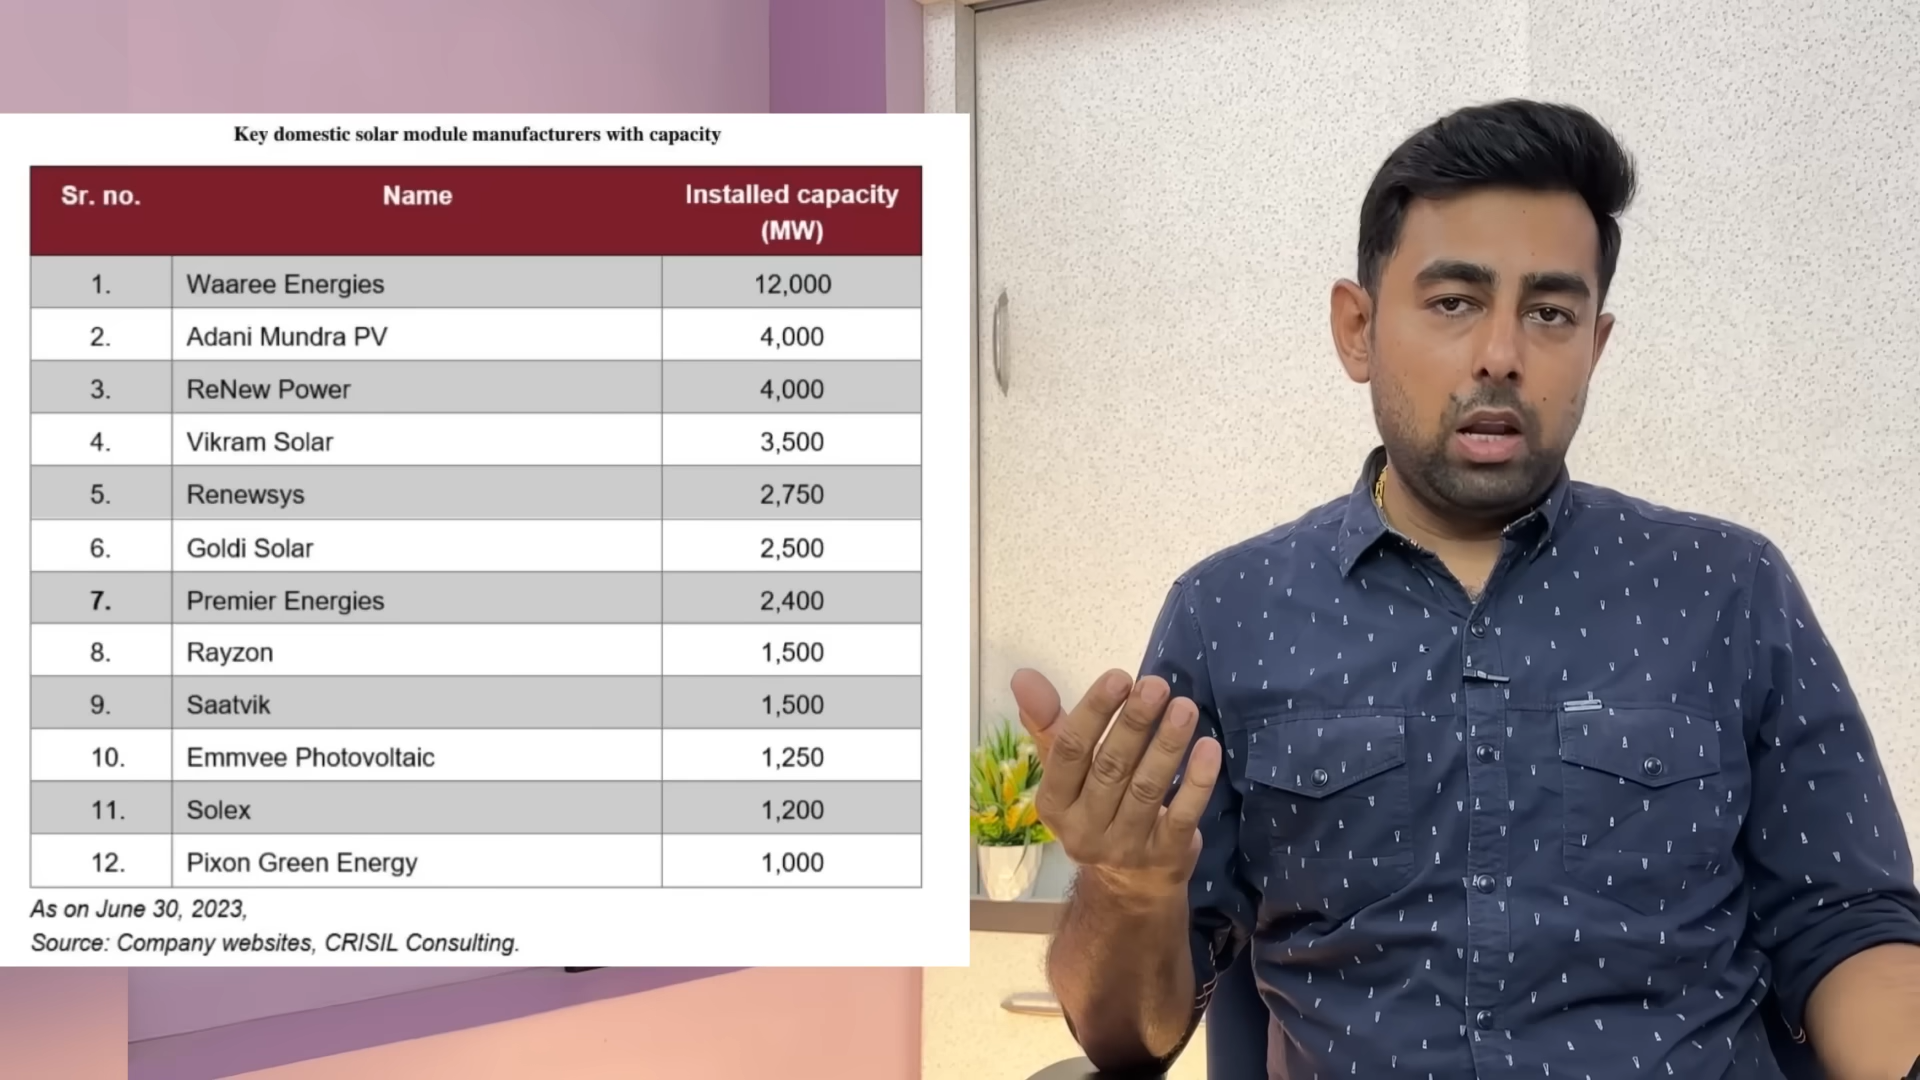 Key domestic solar module manufacturers with capacity
Sr. no. Name Installed capacity (MW)
1. Waaree Energies 12,000
2. Adani Mundra PV 4,000
3. ReNew Power 4,000
4. Vikram Solar 3,500
5. Renewsys 2,750
6. Goldi Solar 2,500
7. Premier Energies 2,400
8. Rayzon 1,500
9. Saatvik 1,500
10. Emmvee Photovoltaic 1,250
11. Solex 1,200
12. Pixon Green Energy 1,000
As on June 30, 2023,
Source: Company websites, CRISIL Consulting.